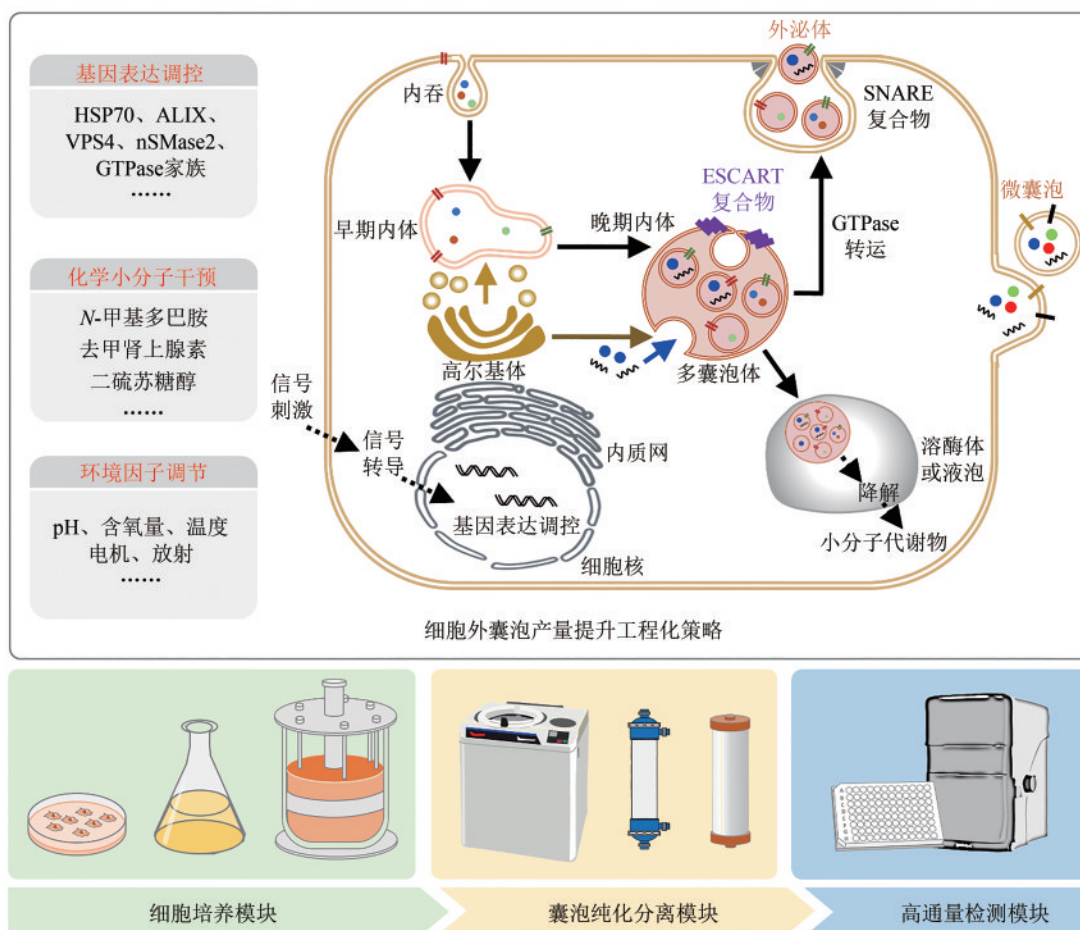 基因表达调控
HSP70、ALIX、
VPS4、nSMase2、
GTPase家族
……
化学小分子干预
N-甲基多巴胺
去甲肾上腺素
二硫苏糖醇
……
环境因子调节
pH、含氧量、温度
电机、放射
……
外泌体
内吞
SNARE
复合物
微囊泡
ESCART
复合物
早期内体
晚期内体
GTPase
转运
高尔基体
多囊泡体
信号
刺激
信号
转导
内质网
溶酶体
或液泡
降解
基因表达调控
小分子代谢物
细胞核
细胞外囊泡产量提升工程化策略
细胞培养模块
囊泡纯化分离模块
高通量检测模块